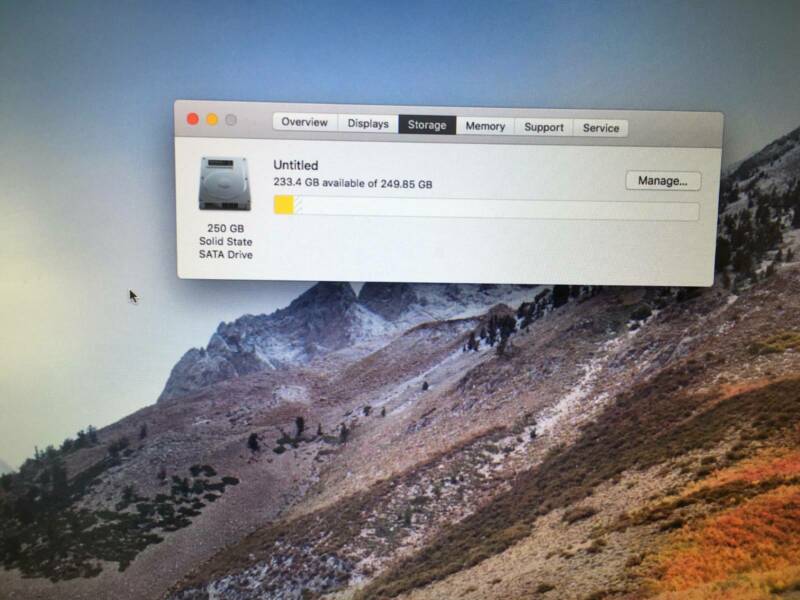 Overview Displays Storage Memory Support Service
Untitled
233.4 GB available of 249.85 GB
Manage...
250 GB
Solid State
SATA Drive